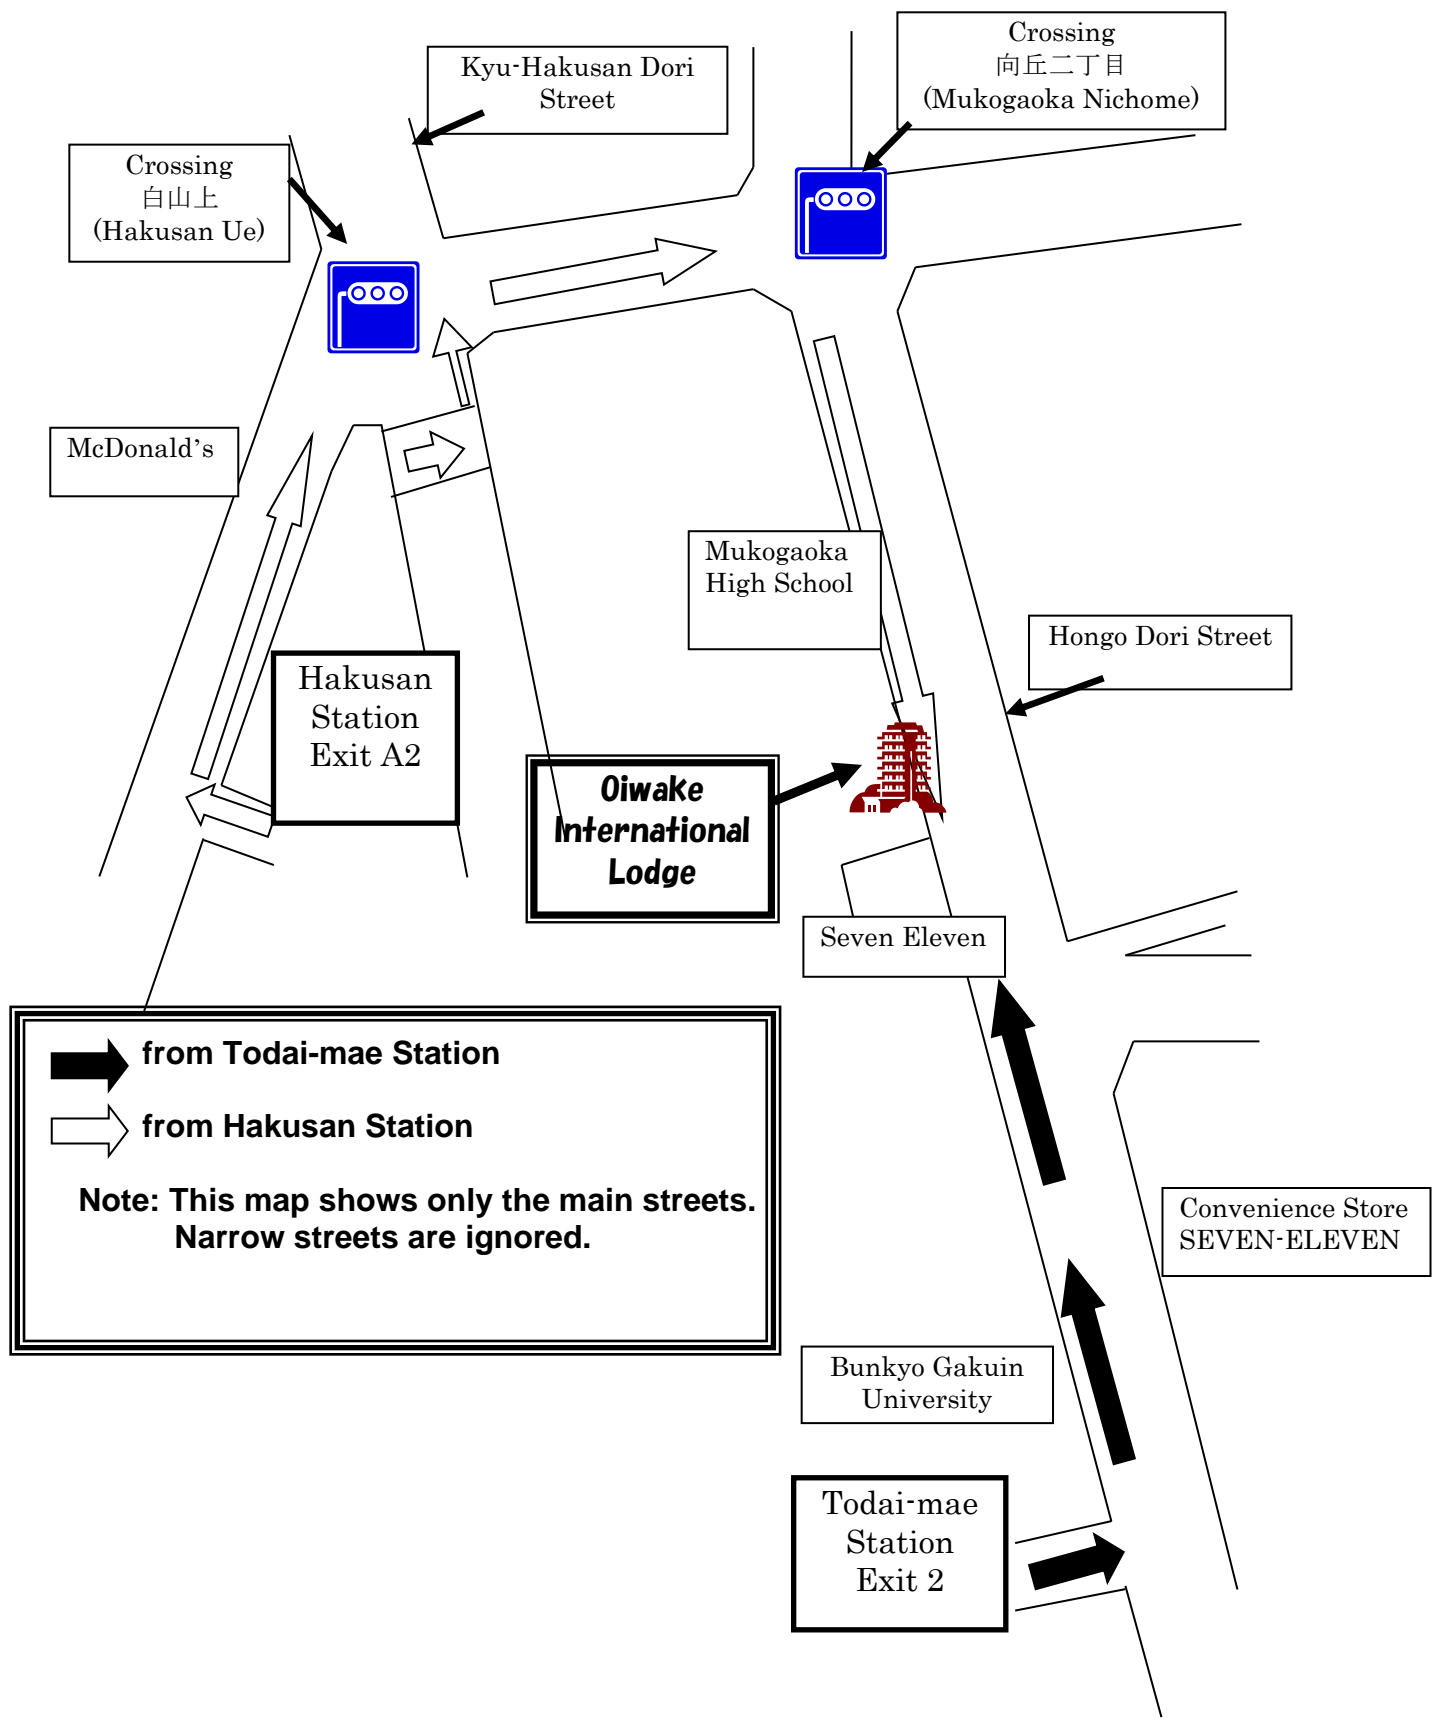 Crossing
向丘二丁目
(Mukogaoka Nichome)
Kyu-Hakusan Dori
Street
Crossing
白山上
(Hakusan Ue)
McDonald’s
Mukogaoka
High School
Hongo Dori Street
Hakusan
Station
Exit A2
Oiwake
International
Lodge
Seven Eleven
from Todai-mae Station
from Hakusan Station
Note: This map shows only the main streets.
Narrow streets are ignored.
Convenience Store
SEVEN-ELEVEN
Bunkyo Gakuin
University
Todai-mae
Station
Exit 2